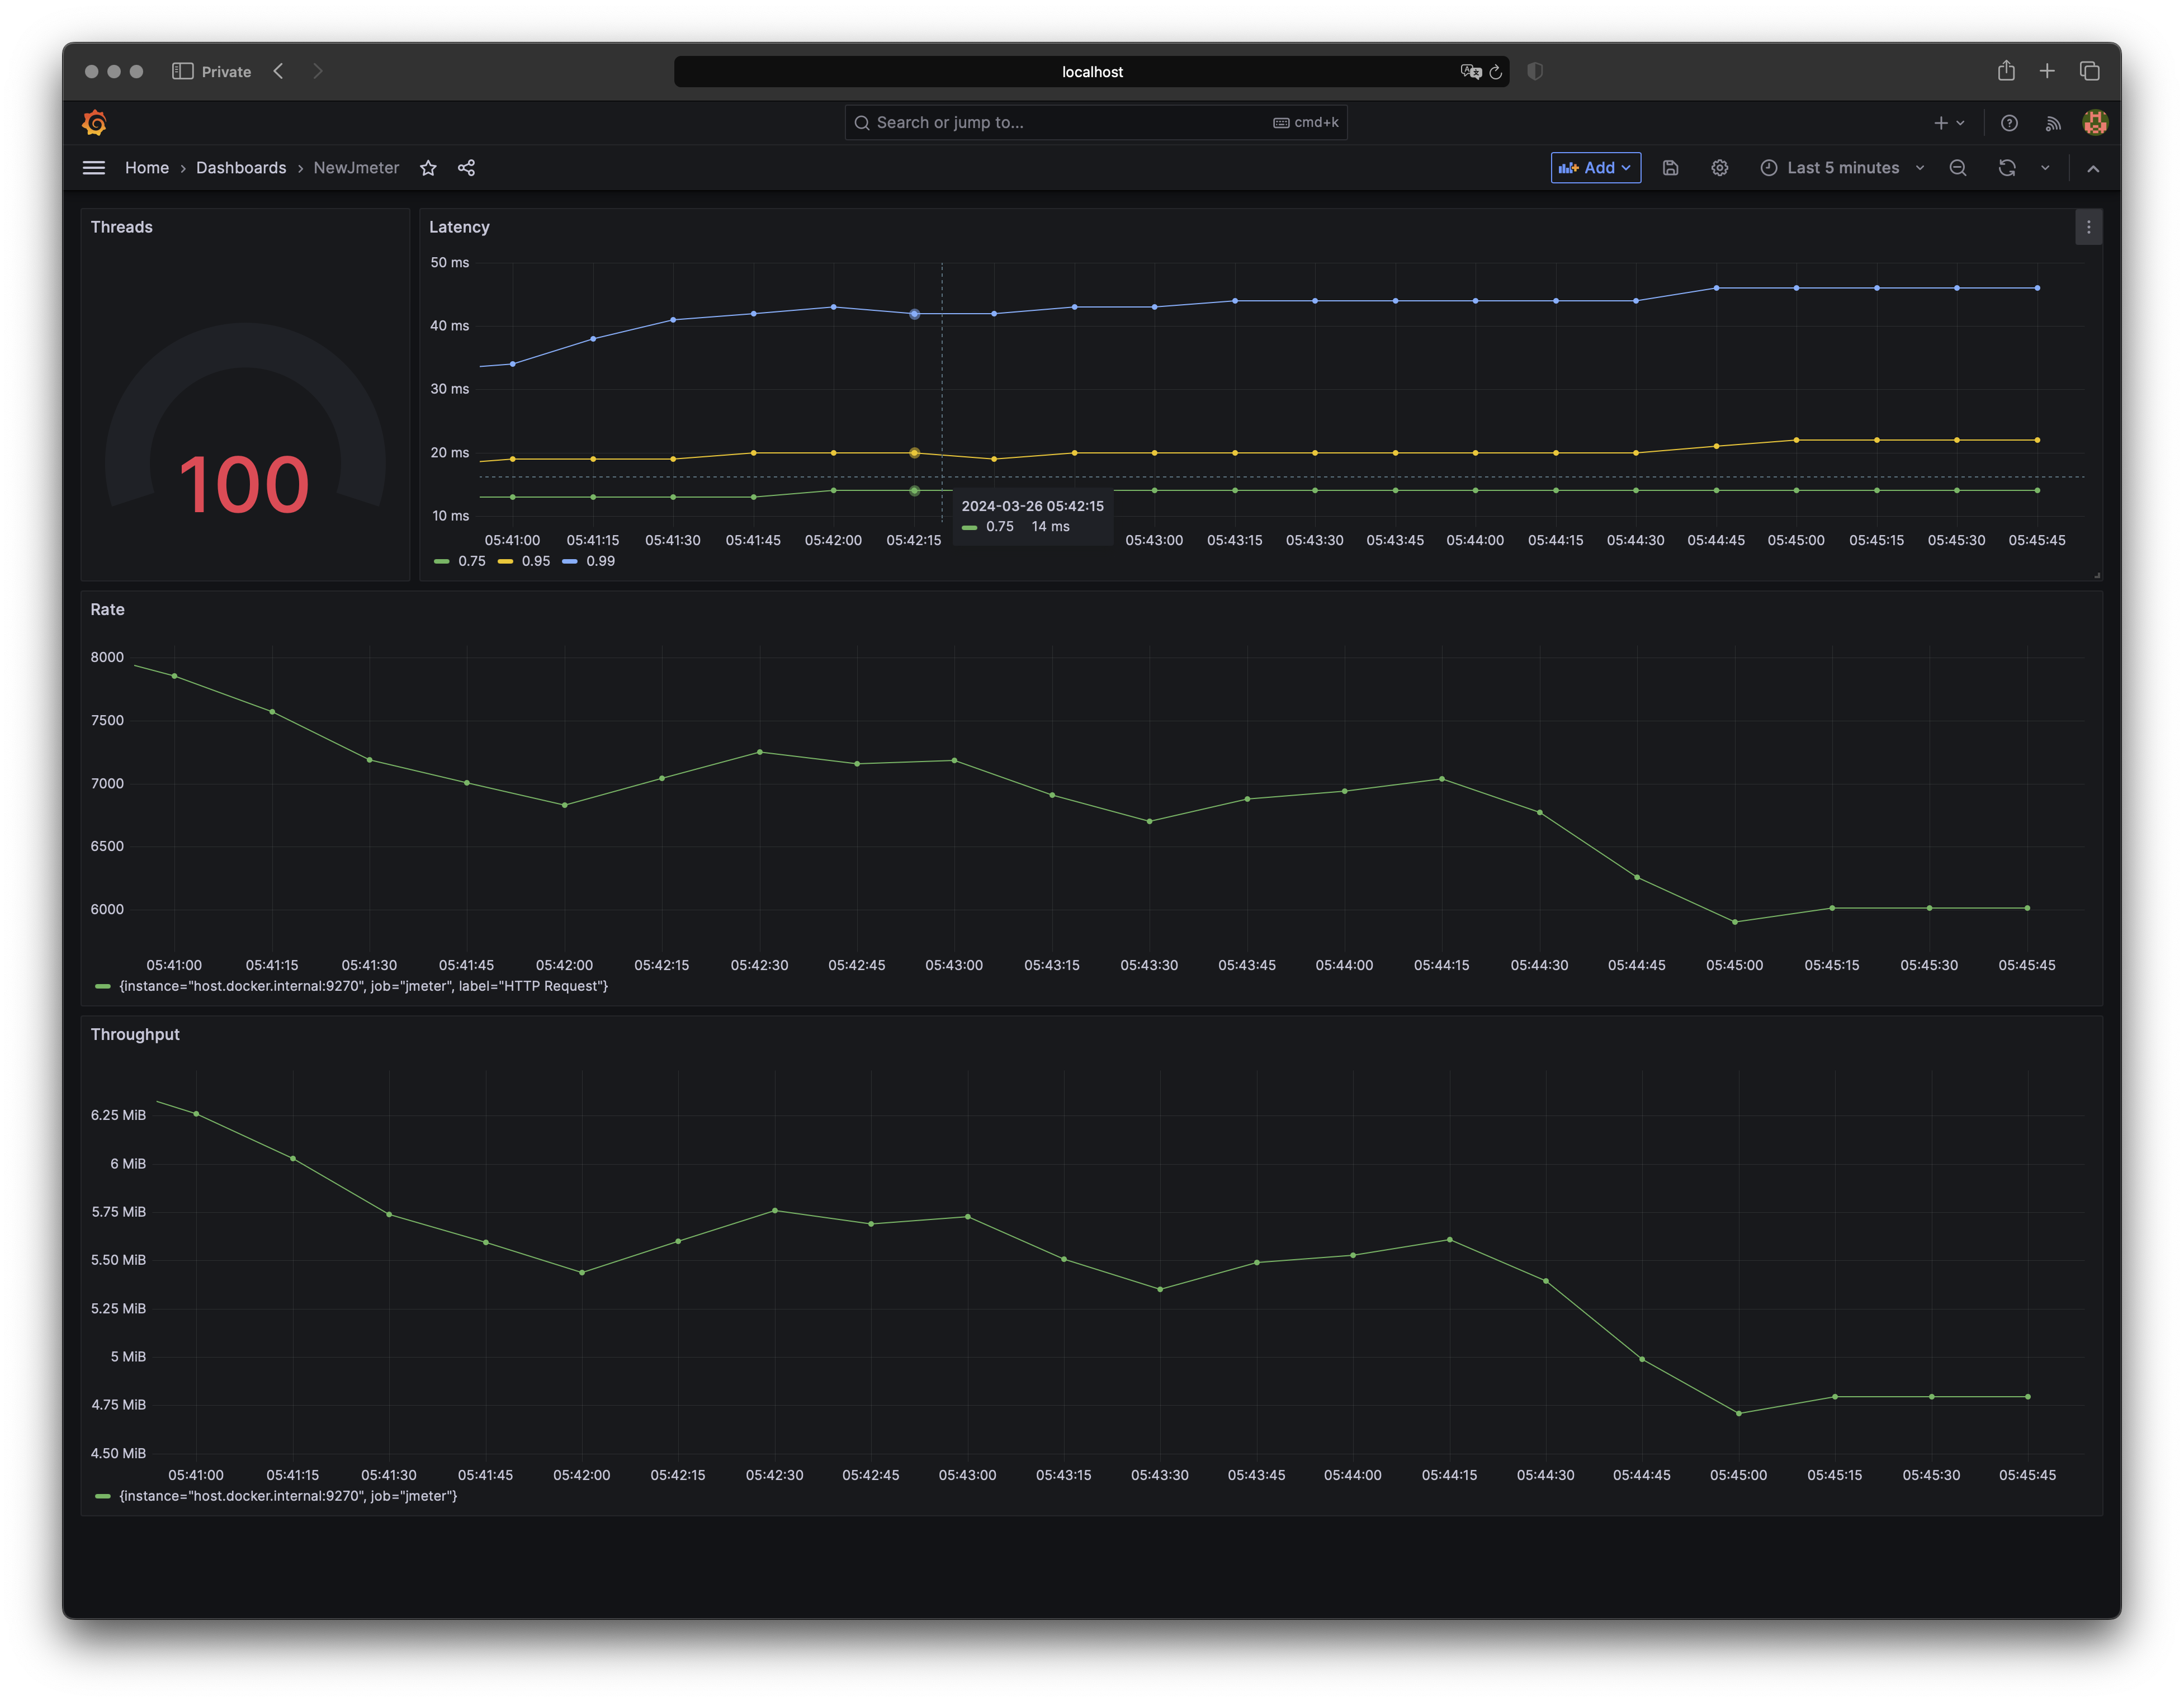 Private
localhost
Search or jump to...
cmd+k
Home › Dashboards › NewJmeter
Add
Last 5 minutes
Threads
100
Latency
50 ms
40 ms
30 ms
20 ms
10 ms
2024-03-26 05:42:15
0.75 14 ms
05:41:00 05:41:15 05:41:30 05:41:45 05:42:00 05:42:15 05:43:00 05:43:15 05:43:30 05:43:45 05:44:00 05:44:15 05:44:30 05:44:45 05:45:00 05:45:15 05:45:30 05:45:45
0.75 0.95 0.99
Rate
8000
7500
7000
6500
6000
05:41:00 05:41:15 05:41:30 05:41:45 05:42:00 05:42:15 05:42:30 05:42:45 05:43:00 05:43:15 05:43:30 05:43:45 05:44:00 05:44:15 05:44:30 05:44:45 05:45:00 05:45:15 05:45:30 05:45:45
{instance="host.docker.internal:9270", job="jmeter", label="HTTP Request"}
Throughput
6.25 MiB
6 MiB
5.75 MiB
5.50 MiB
5.25 MiB
5 MiB
4.75 MiB
4.50 MiB
05:41:00 05:41:15 05:41:30 05:41:45 05:42:00 05:42:15 05:42:30 05:42:45 05:43:00 05:43:15 05:43:30 05:43:45 05:44:00 05:44:15 05:44:30 05:44:45 05:45:00 05:45:15 05:45:30 05:45:45
{instance="host.docker.internal:9270", job="jmeter"}